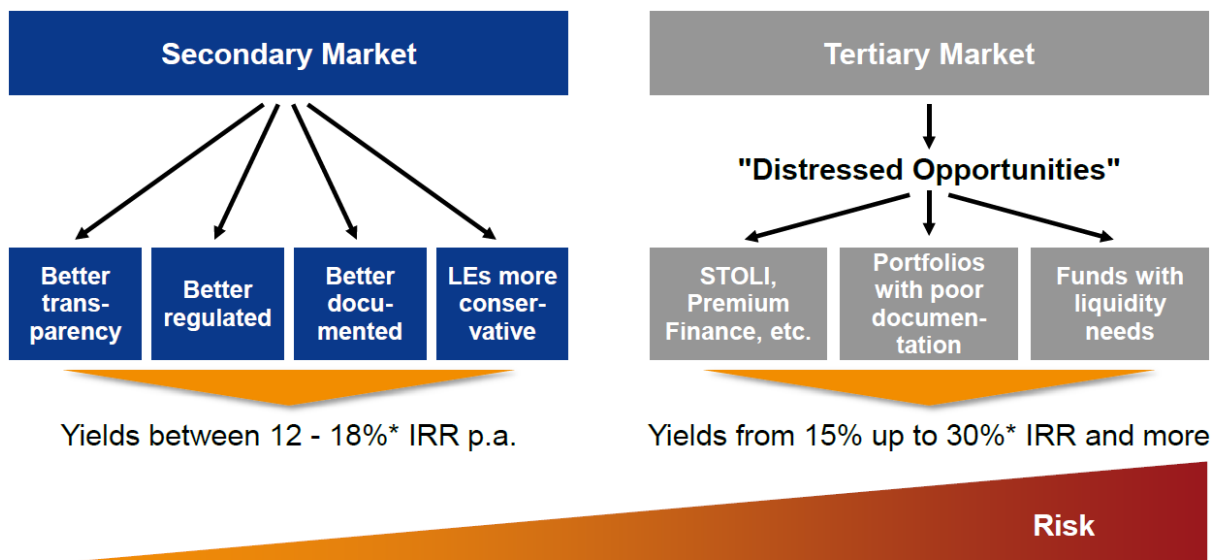 Secondary Market
Tertiary Market
"Distressed Opportunities"
Better
trans-
parency
Better
regulated
Better
docu-
mented
LEs more
conser-
vative
STOLI,
Premium
Finance, etc.
Portfolios
with poor
documen-
tation
Funds with
liquidity
needs
Yields between 12 - 18%* IRR p.a.
Yields from 15% up to 30%* IRR and more
Risk